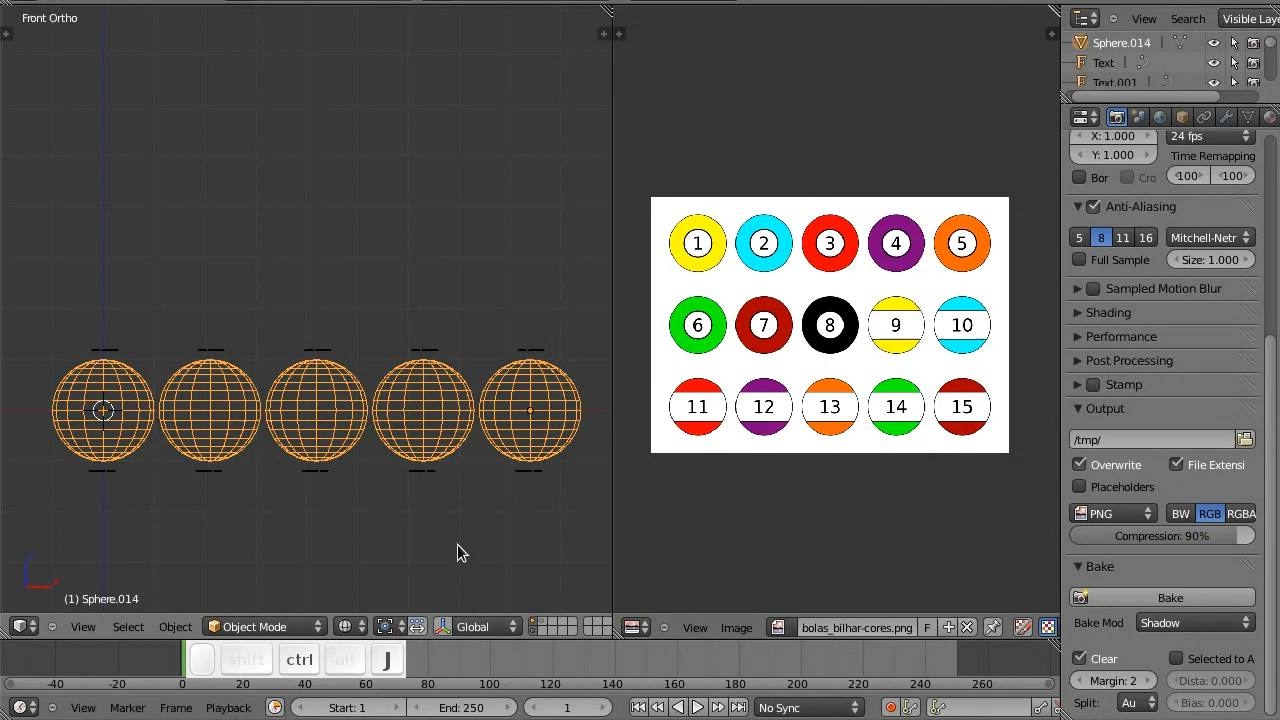 Front Ortho
(1) Sphere.014
View Select Object Object Mode Global
1 2 3 4 5
6 7 8 9 10
11 12 13 14 15
View Image bolas_bilhar-cores.png F
shift ctrl alt J
-40 -20 0 20 40 60 80 100 120 140 160 180 200 220 240 260
View Marker Frame Playback Start: 1 End: 250 1 No Sync
View Search Visible Laye
Sphere.014
Text
Text.001
X: 1.000 24 fps
Y: 1.000 Time Remapping
Bor Cro 100 100
Anti-Aliasing
5 8 11 16 Mitchell-Netr
Full Sample Size: 1.000
Sampled Motion Blur
Shading
Performance
Post Processing
Stamp
Output
/tmp/
Overwrite File Extensi
Placeholders
PNG BW RGB RGBA
Compression: 90%
Bake
Bake
Bake Mod Shadow
Clear Selected to A
Margin: 2 Dista: 0.000
Split: Au Bias: 0.000